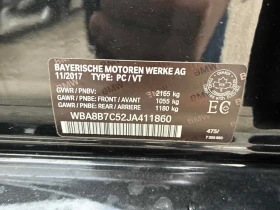 BAYERISCHE MOTOREN WERKE AG
11/2017 TYPE: PC / VT
GVWR / PNBV: 2165 kg
GAWR / PNBE: FRONT / AVANT 1055 kg
GAWR / PNBE: REAR / ARRIERE 1180 kg
WBA8B7C52JA411860
EC
475/